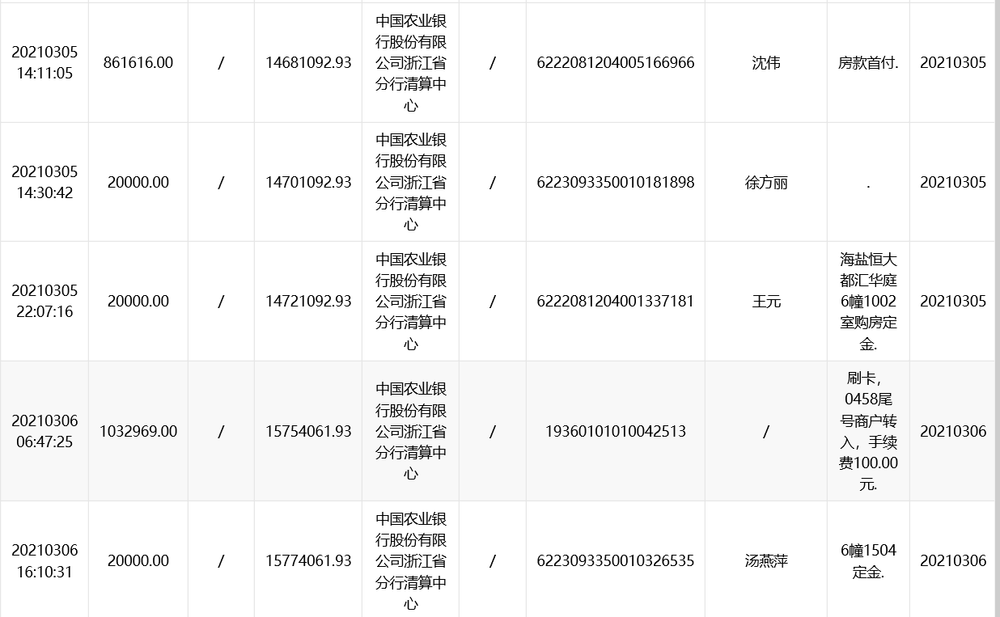 20210305
14:11:05
861616.00
/
14681092.93
中国农业银
行股份有限
公司浙江省
分行清算中
心
/
6222081204005166966
沈伟
房款首付.
20210305
20210305
14:30:42
20000.00
/
14701092.93
中国农业银
行股份有限
公司浙江省
分行清算中
心
/
6223093350010181898
徐方丽
.
20210305
20210305
22:07:16
20000.00
/
14721092.93
中国农业银
行股份有限
公司浙江省
分行清算中
心
/
6222081204001337181
王元
海盐恒大
都汇华庭
6幢1002
室购房定
金.
20210305
20210306
06:47:25
1032969.00
/
15754061.93
中国农业银
行股份有限
公司浙江省
分行清算中
心
/
19360101010042513
/
刷卡，
0458尾
号商户转
入，手续
费100.00
元.
20210306
20210306
16:10:31
20000.00
/
15774061.93
中国农业银
行股份有限
公司浙江省
分行清算中
心
/
6223093350010326535
汤燕萍
6幢1504
定金.
20210306